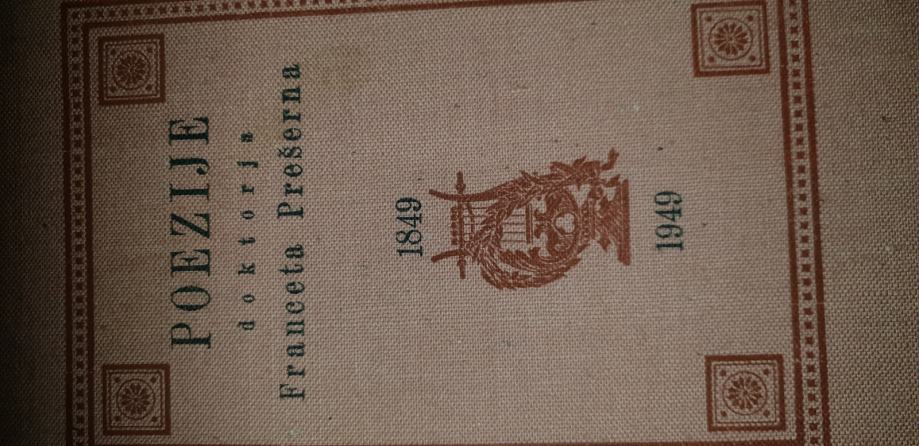 POEZIJE
doktorja
Franceta Prešerna
1849
1949